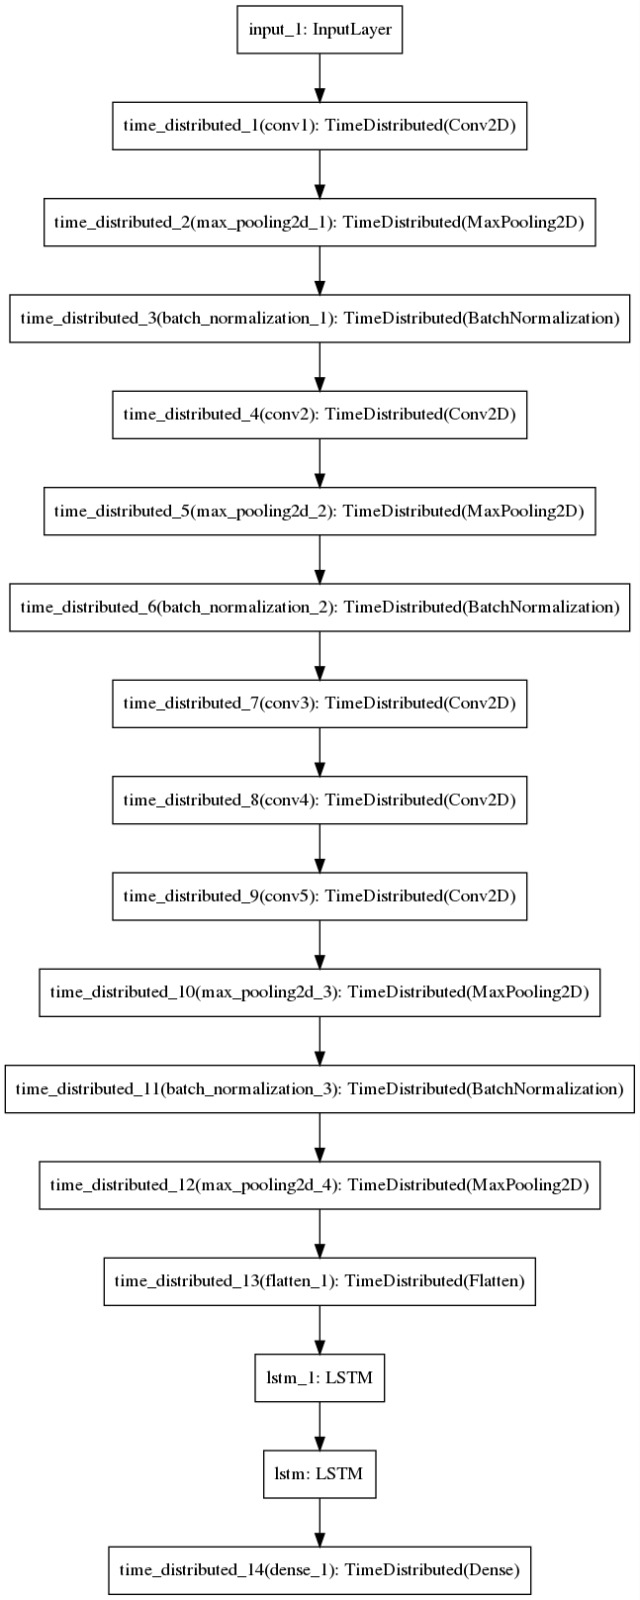 input_1: InputLayer
time_distributed_1(conv1): TimeDistributed(Conv2D)
time_distributed_2(max_pooling2d_1): TimeDistributed(MaxPooling2D)
time_distributed_3(batch_normalization_1): TimeDistributed(BatchNormalization)
time_distributed_4(conv2): TimeDistributed(Conv2D)
time_distributed_5(max_pooling2d_2): TimeDistributed(MaxPooling2D)
time_distributed_6(batch_normalization_2): TimeDistributed(BatchNormalization)
time_distributed_7(conv3): TimeDistributed(Conv2D)
time_distributed_8(conv4): TimeDistributed(Conv2D)
time_distributed_9(conv5): TimeDistributed(Conv2D)
time_distributed_10(max_pooling2d_3): TimeDistributed(MaxPooling2D)
time_distributed_11(batch_normalization_3): TimeDistributed(BatchNormalization)
time_distributed_12(max_pooling2d_4): TimeDistributed(MaxPooling2D)
time_distributed_13(flatten_1): TimeDistributed(Flatten)
lstm_1: LSTM
lstm: LSTM
time_distributed_14(dense_1): TimeDistributed(Dense)